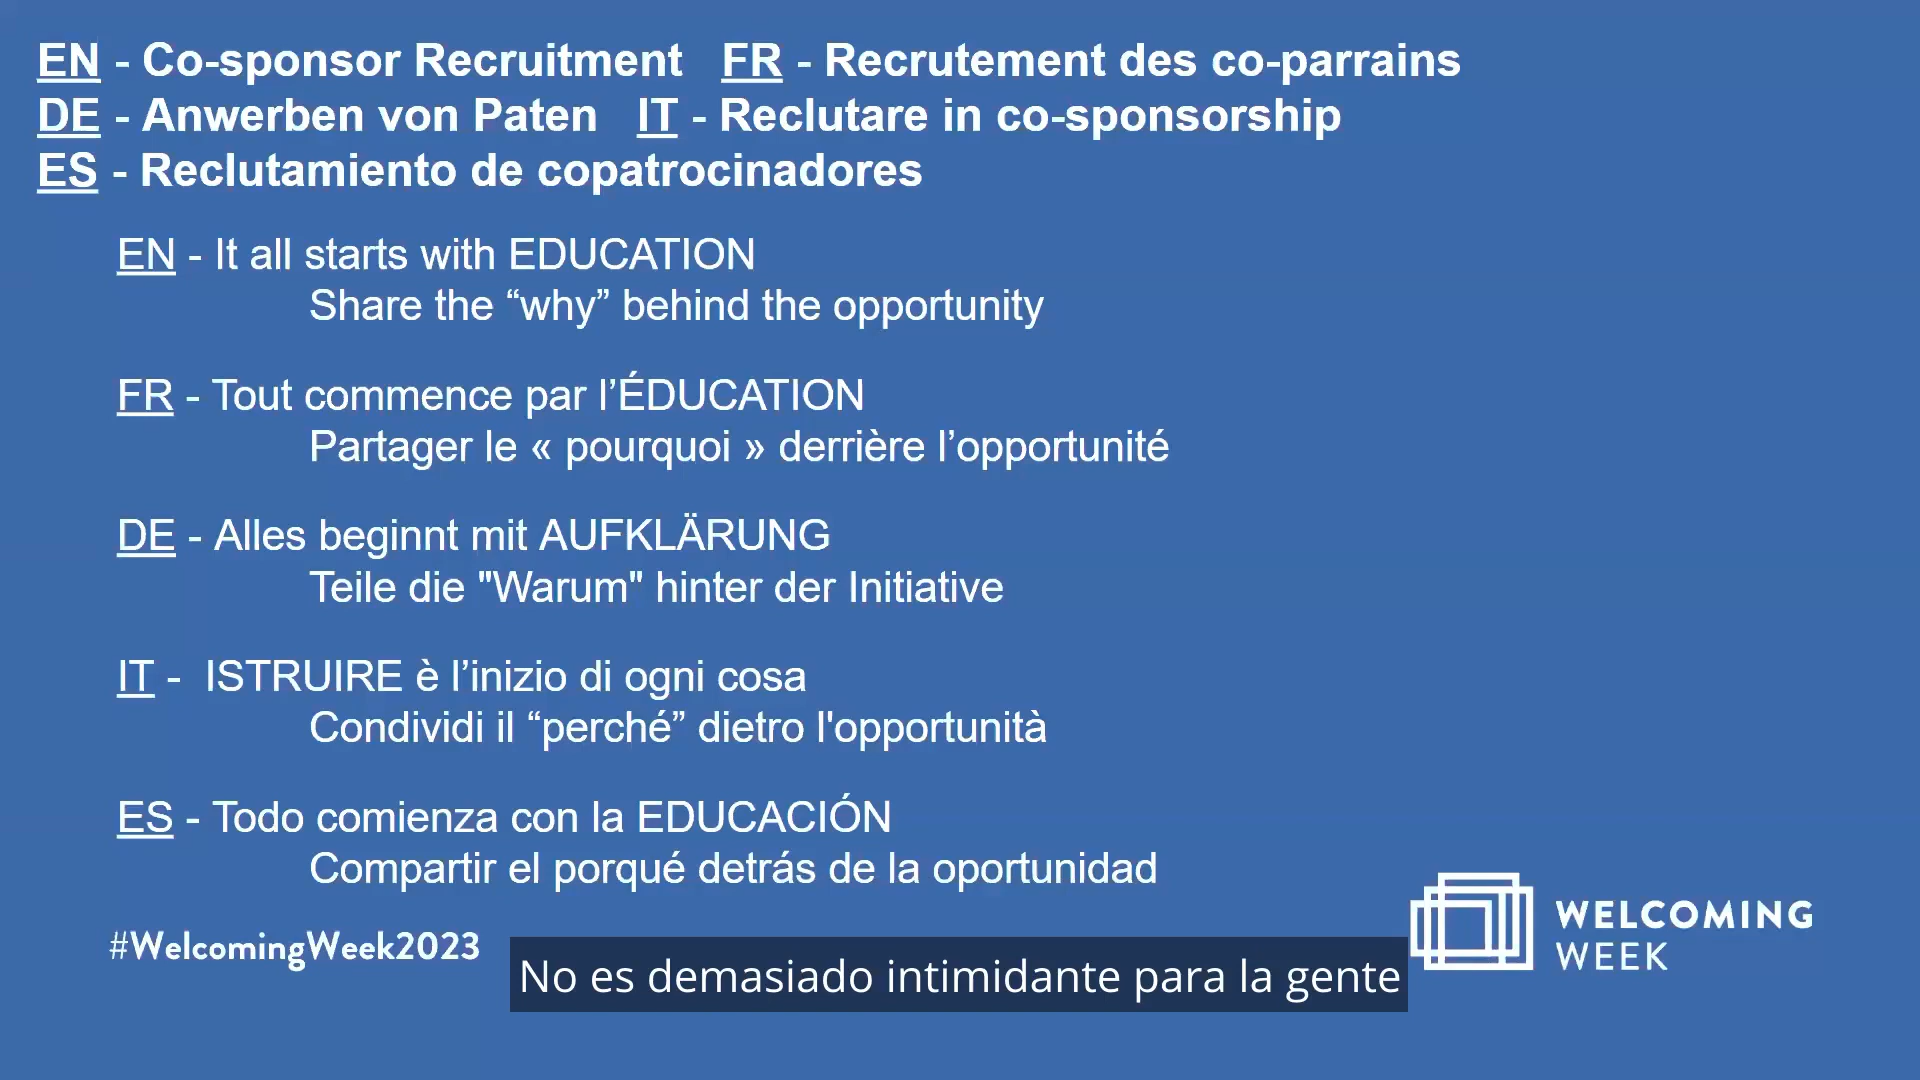 EN - Co-sponsor Recruitment   FR - Recrutement des co-parrains
DE - Anwerben von Paten   IT - Reclutare in co-sponsorship
ES - Reclutamiento de copatrocinadores
EN - It all starts with EDUCATION
Share the “why” behind the opportunity
FR - Tout commence par l’ÉDUCATION
Partager le « pourquoi » derrière l’opportunité
DE - Alles beginnt mit AUFKLÄRUNG
Teile die "Warum" hinter der Initiative
IT -  ISTRUIRE è l’inizio di ogni cosa
Condividi il “perché” dietro l'opportunità
ES - Todo comienza con la EDUCACIÓN
Compartir el porqué detrás de la oportunidad
#WelcomingWeek2023
No es demasiado intimidante para la gente
WELCOMING
WEEK